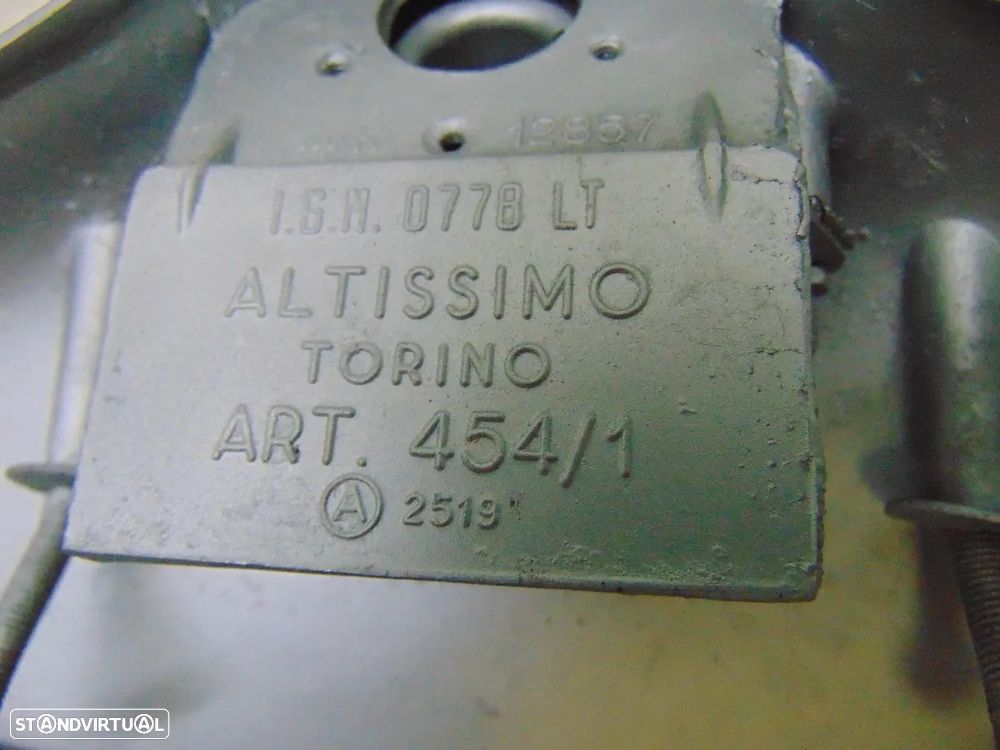 12857
I.G.M. 0778 LT
ALTISSIMO
TORINO
ART. 454/1
A 2519
STANDVIRTUAL